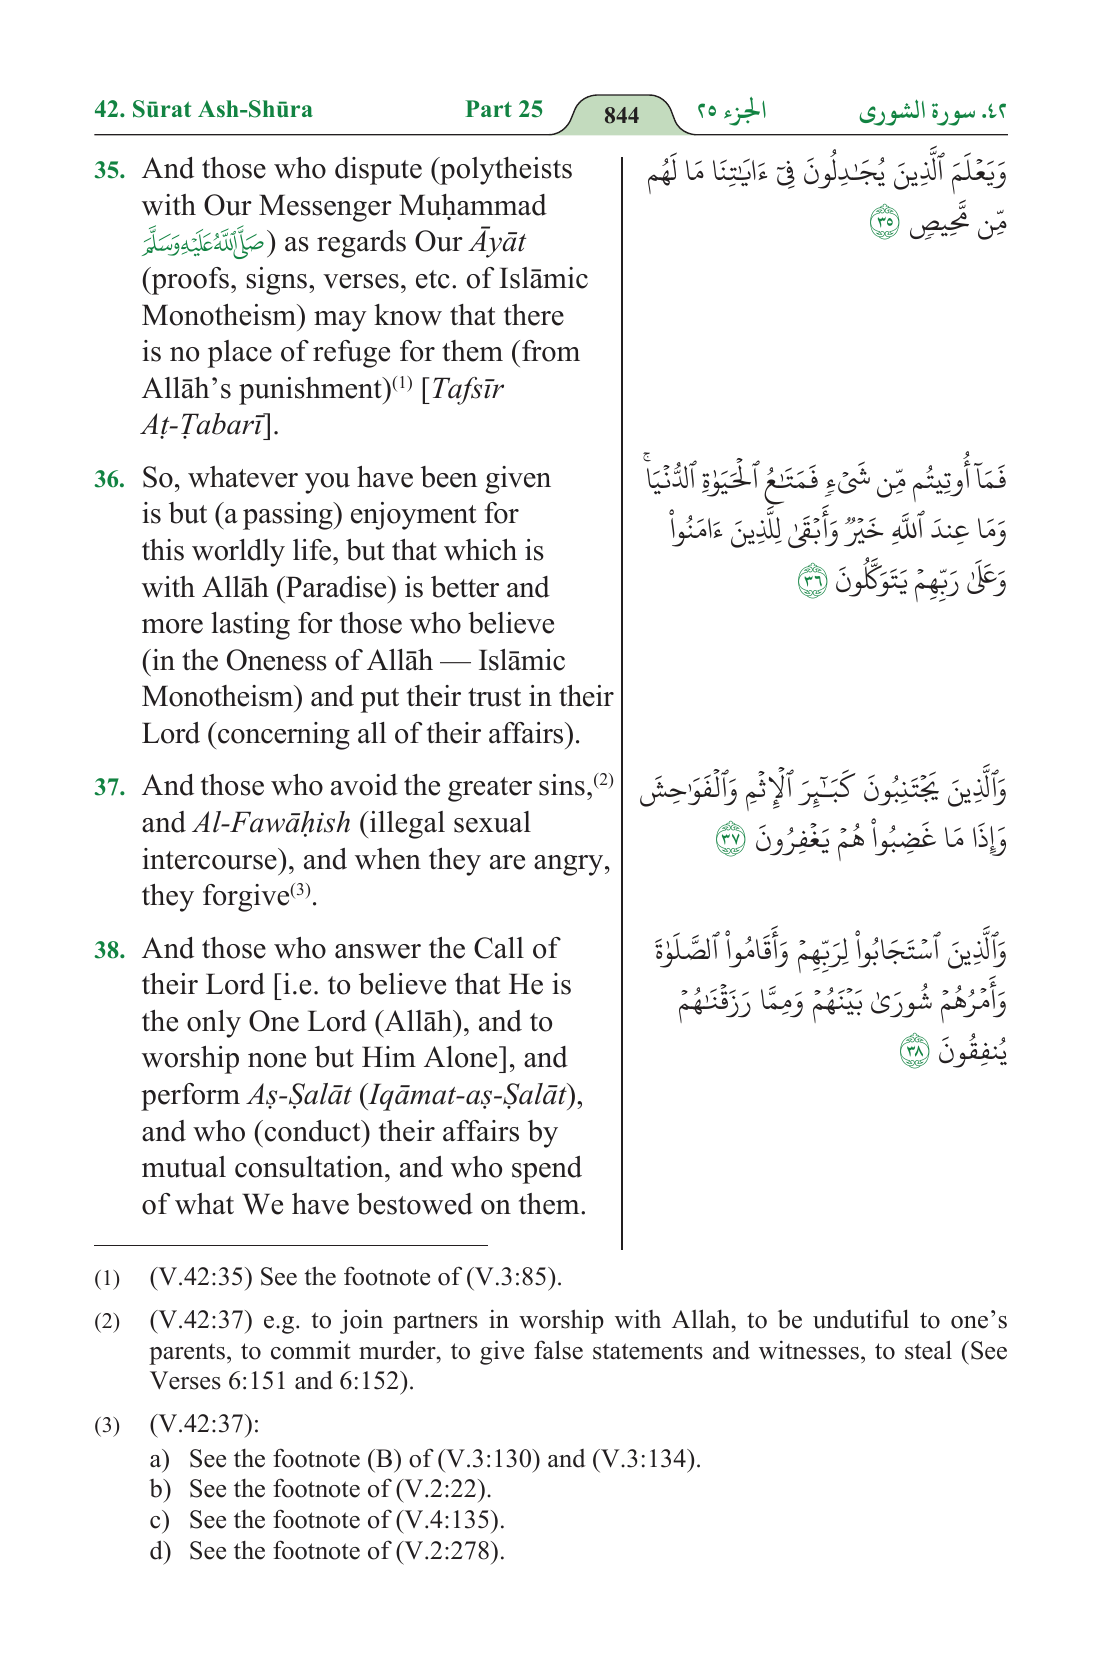 42. Sūrat Ash-Shūra Part 25 844 الجزء ٢٥ ٤٢. سورة الشورى
35. And those who dispute (polytheists
with Our Messenger Muḥammad
صَلَّى اللَّهُ عَلَيْهِ وَسَلَّمَ) as regards Our Āyāt
(proofs, signs, verses, etc. of Islāmic
Monotheism) may know that there
is no place of refuge for them (from
Allāh’s punishment)(1) [Tafsīr
Aṭ-Ṭabarī].
وَيَعْلَمَ ٱلَّذِينَ يُجَـٰدِلُونَ فِىٓ ءَايَـٰتِنَا مَا لَهُم
مِّن مَّحِيصٍ ٣٥
36. So, whatever you have been given
is but (a passing) enjoyment for
this worldly life, but that which is
with Allāh (Paradise) is better and
more lasting for those who believe
(in the Oneness of Allāh — Islāmic
Monotheism) and put their trust in their
Lord (concerning all of their affairs).
فَمَآ أُوتِيتُم مِّن شَىْءٍ فَمَتَـٰعُ ٱلْحَيَوٰةِ ٱلدُّنْيَا ۚ
وَمَا عِندَ ٱللَّهِ خَيْرٌ وَأَبْقَىٰ لِلَّذِينَ ءَامَنُوا۟
وَعَلَىٰ رَبِّهِمْ يَتَوَكَّلُونَ ٣٦
37. And those who avoid the greater sins,(2)
and Al-Fawāḥish (illegal sexual
intercourse), and when they are angry,
they forgive(3).
وَٱلَّذِينَ يَجْتَنِبُونَ كَبَـٰٓئِرَ ٱلْإِثْمِ وَٱلْفَوَٰحِشَ
وَإِذَا مَا غَضِبُوا۟ هُمْ يَغْفِرُونَ ٣٧
38. And those who answer the Call of
their Lord [i.e. to believe that He is
the only One Lord (Allāh), and to
worship none but Him Alone], and
perform Aṣ-Ṣalāt (Iqāmat-aṣ-Ṣalāt),
and who (conduct) their affairs by
mutual consultation, and who spend
of what We have bestowed on them.
وَٱلَّذِينَ ٱسْتَجَابُوا۟ لِرَبِّهِمْ وَأَقَامُوا۟ ٱلصَّلَوٰةَ
وَأَمْرُهُمْ شُورَىٰ بَيْنَهُمْ وَمِمَّا رَزَقْنَـٰهُمْ
يُنفِقُونَ ٣٨
(1) (V.42:35) See the footnote of (V.3:85).
(2) (V.42:37) e.g. to join partners in worship with Allah, to be undutiful to one’s
parents, to commit murder, to give false statements and witnesses, to steal (See
Verses 6:151 and 6:152).
(3) (V.42:37):
a) See the footnote (B) of (V.3:130) and (V.3:134).
b) See the footnote of (V.2:22).
c) See the footnote of (V.4:135).
d) See the footnote of (V.2:278).